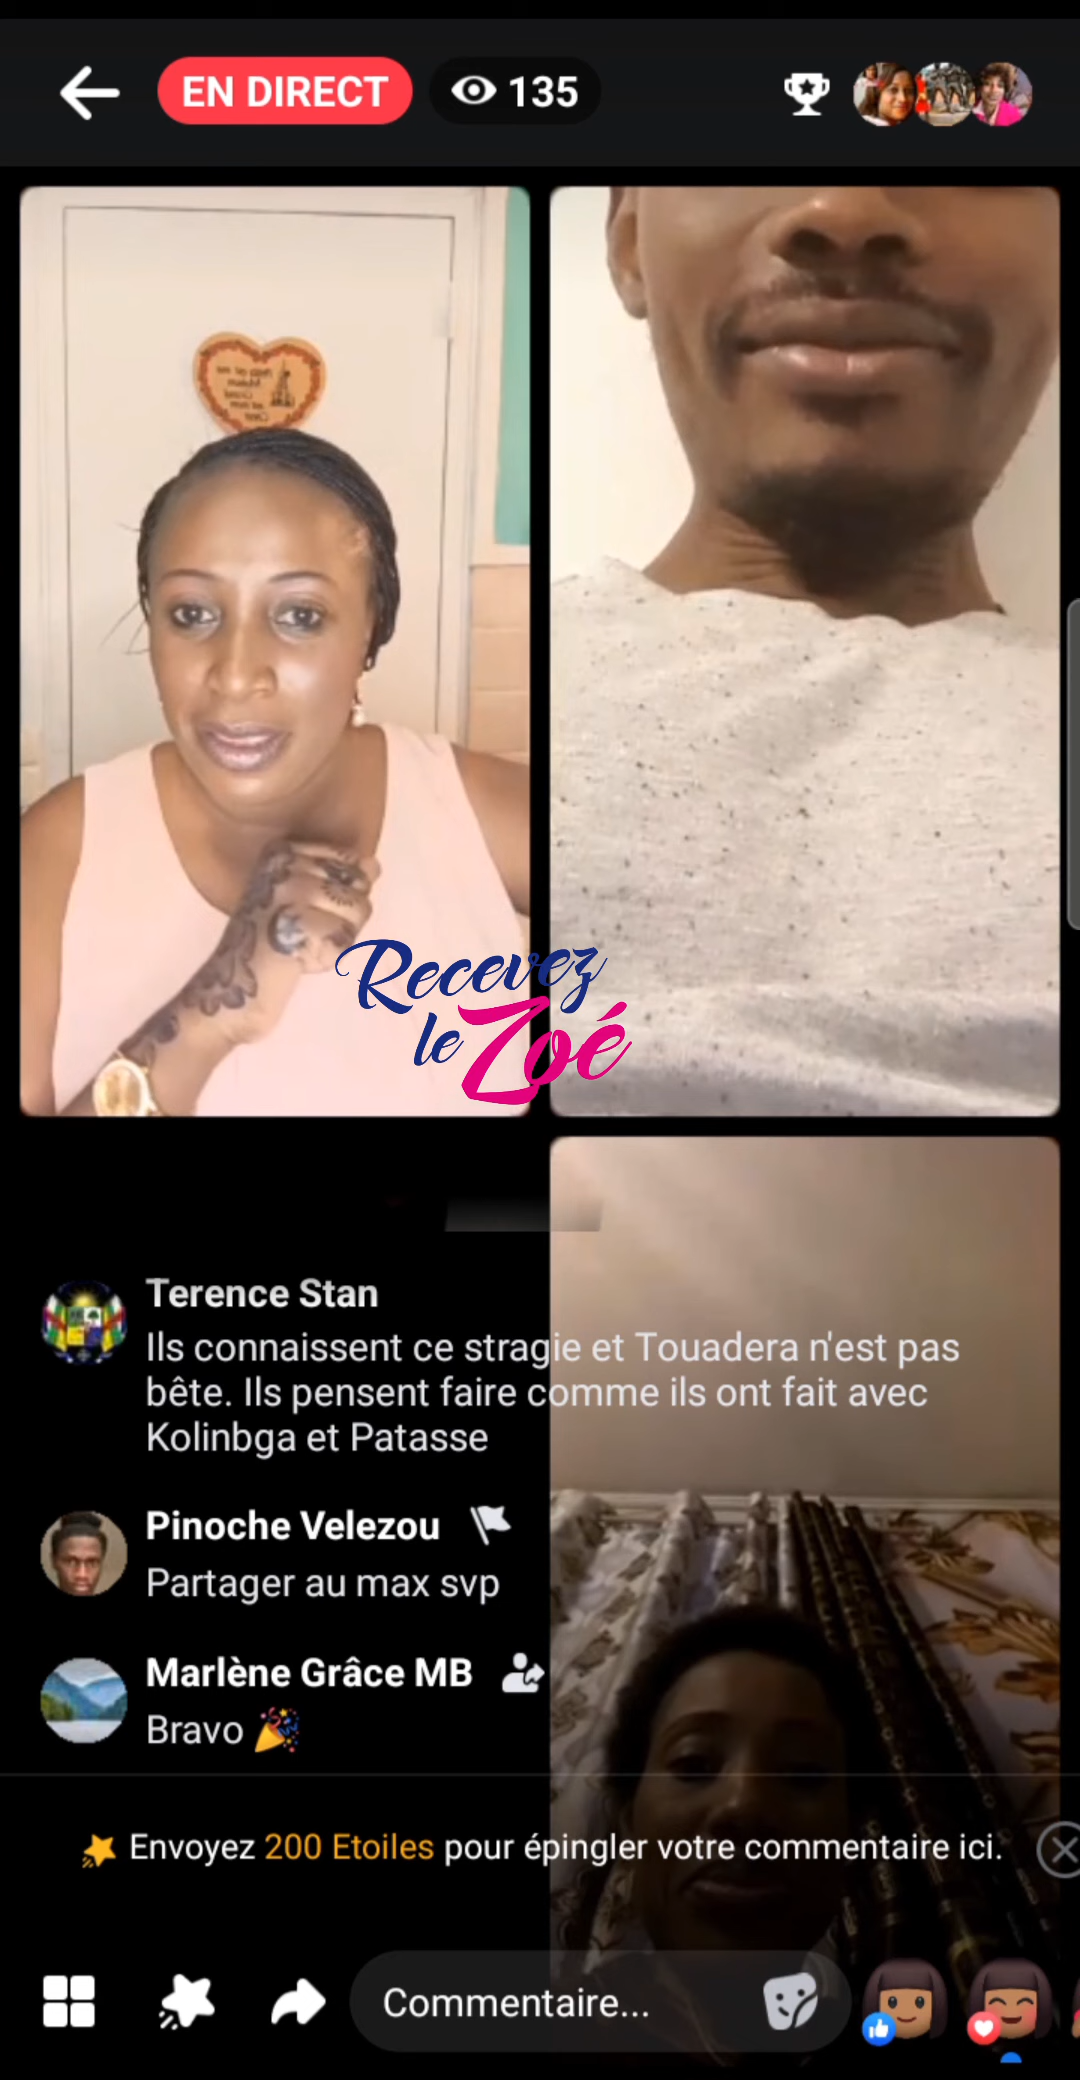 EN DIRECT
135
Recevez
le Zoé
Terence Stan
Ils connaissent ce stragie et Touadera n'est pas
bête. Ils pensent faire comme ils ont fait avec
Kolinbga et Patasse
Pinoche Velezou
Partager au max svp
Marlène Grâce MB
Bravo 🎉
Envoyez 200 Etoiles pour épingler votre commentaire ici.
Commentaire...